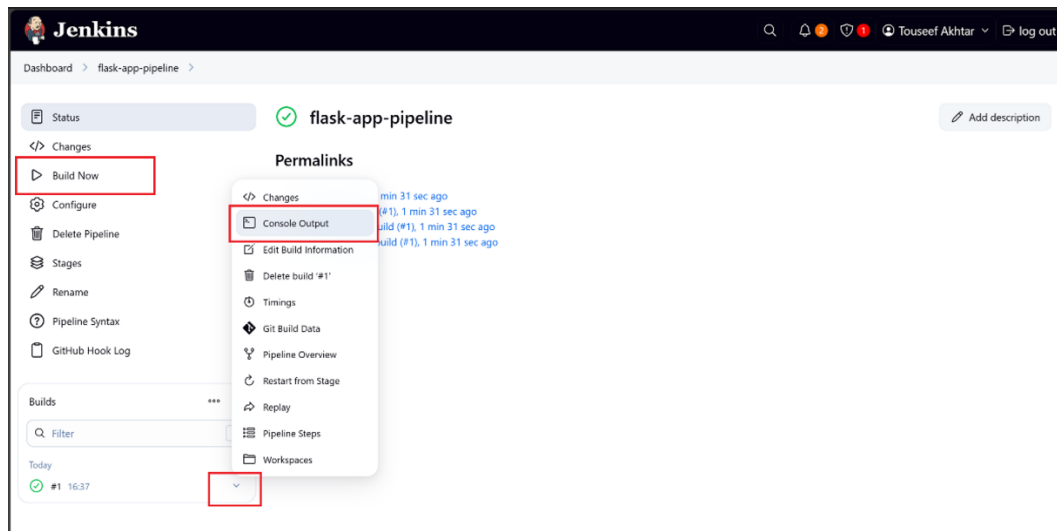 Jenkins
2
1
Touseef Akhtar
log out
Dashboard > flask-app-pipeline >
Status
Changes
Build Now
Configure
Delete Pipeline
Stages
Rename
Pipeline Syntax
GitHub Hook Log
Builds
Filter
Today
#1 16:37
flask-app-pipeline
Add description
Permalinks
min 31 sec ago
(#1), 1 min 31 sec ago
uild (#1), 1 min 31 sec ago
uild (#1), 1 min 31 sec ago
Changes
Console Output
Edit Build Information
Delete build '#1'
Timings
Git Build Data
Pipeline Overview
Restart from Stage
Replay
Pipeline Steps
Workspaces